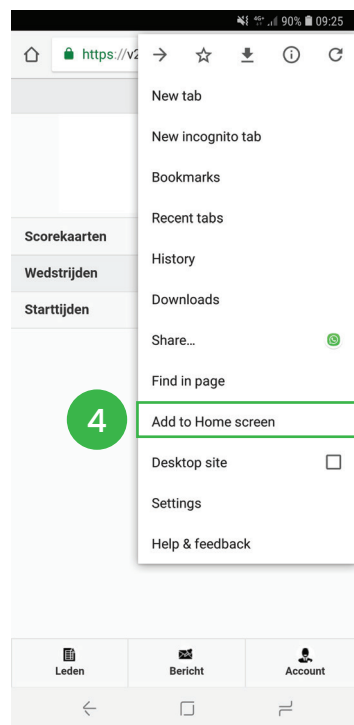 4G+ 90% 09:25
https://v2
New tab
New incognito tab
Bookmarks
Recent tabs
Scorekaarten
History
Wedstrijden
Downloads
Starttijden
Share...
Find in page
4
Add to Home screen
Desktop site
Settings
Help & feedback
Leden
Bericht
Account